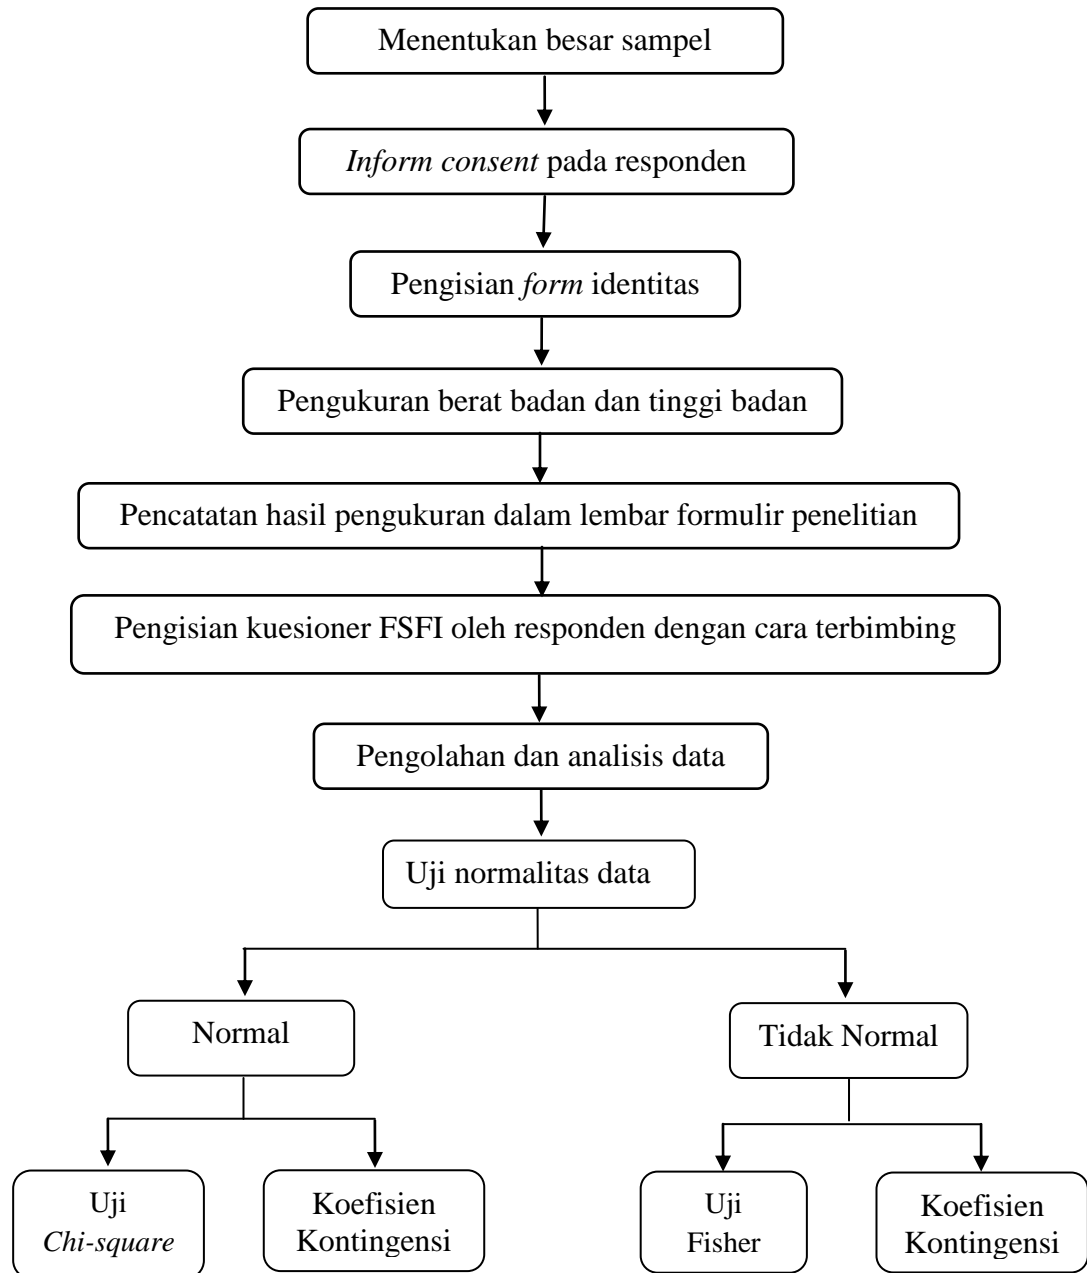 Menentukan besar sampel
Inform consent pada responden
Pengisian form identitas
Pengukuran berat badan dan tinggi badan
Pencatatan hasil pengukuran dalam lembar formulir penelitian
Pengisian kuesioner FSFI oleh responden dengan cara terbimbing
Pengolahan dan analisis data
Uji normalitas data
Normal
Tidak Normal
Uji
Chi-square
Koefisien
Kontingensi
Uji
Fisher
Koefisien
Kontingensi